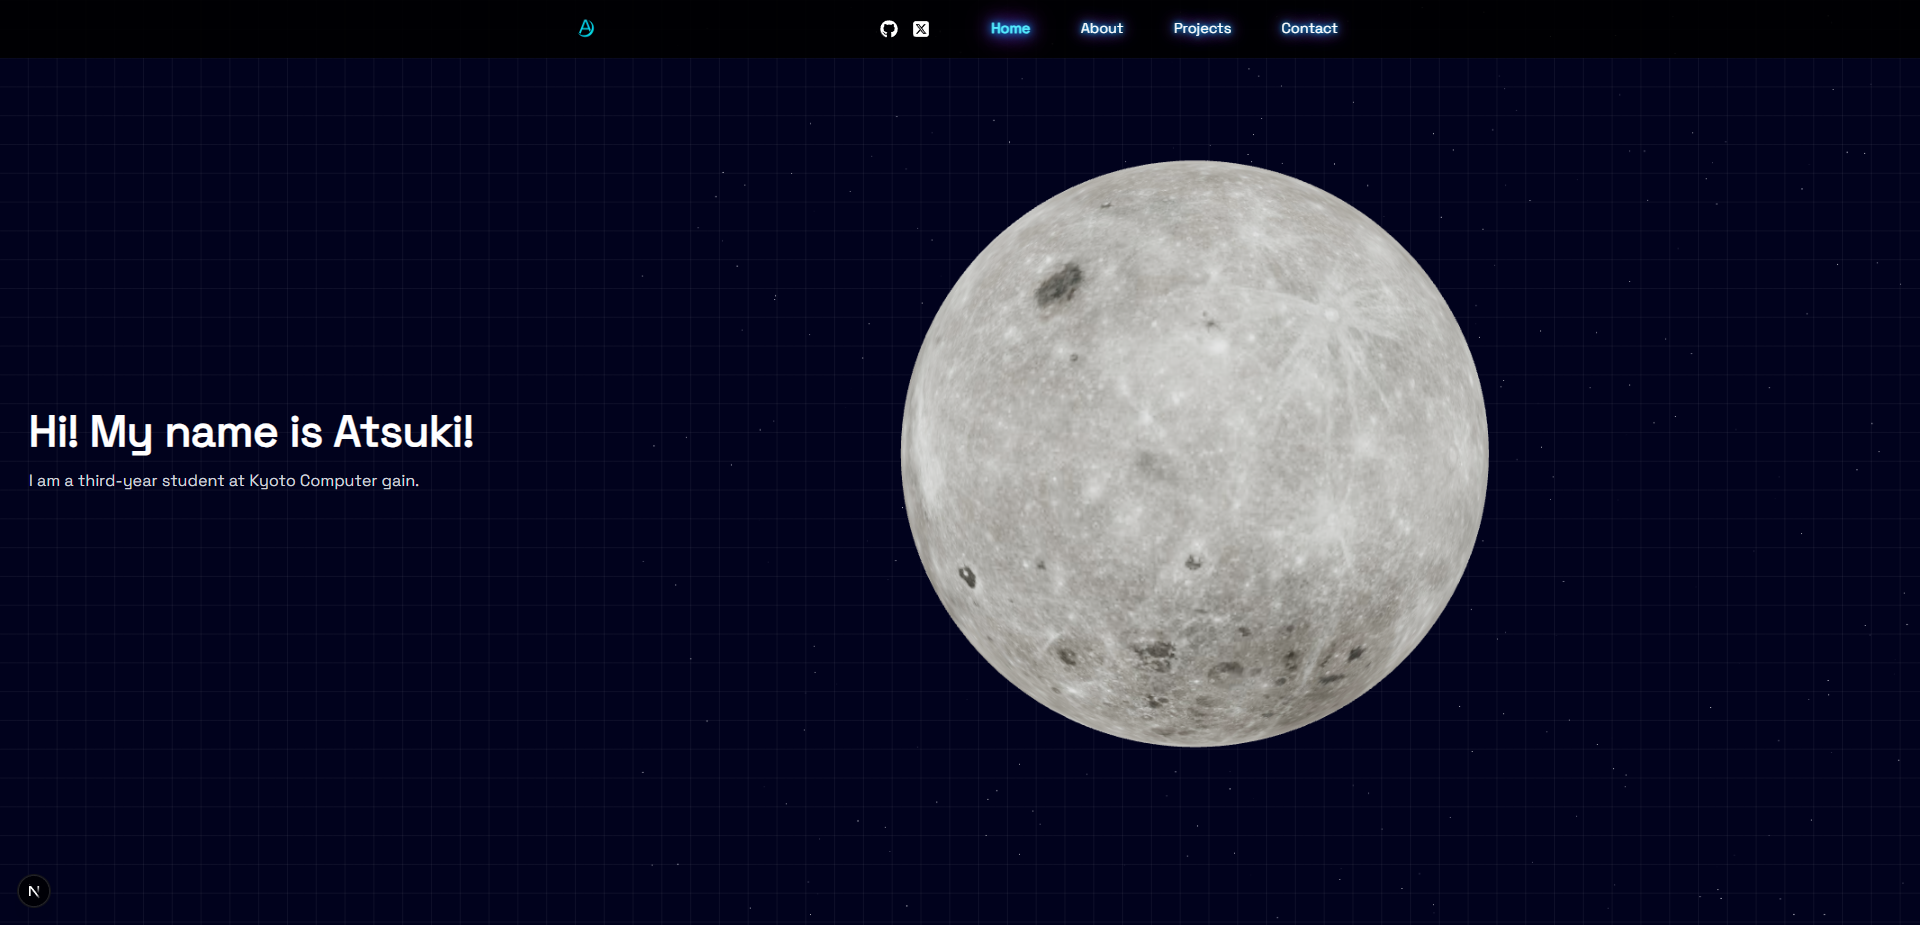 Home About Projects Contact
Hi! My name is Atsuki!
I am a third-year student at Kyoto Computer gain.
N